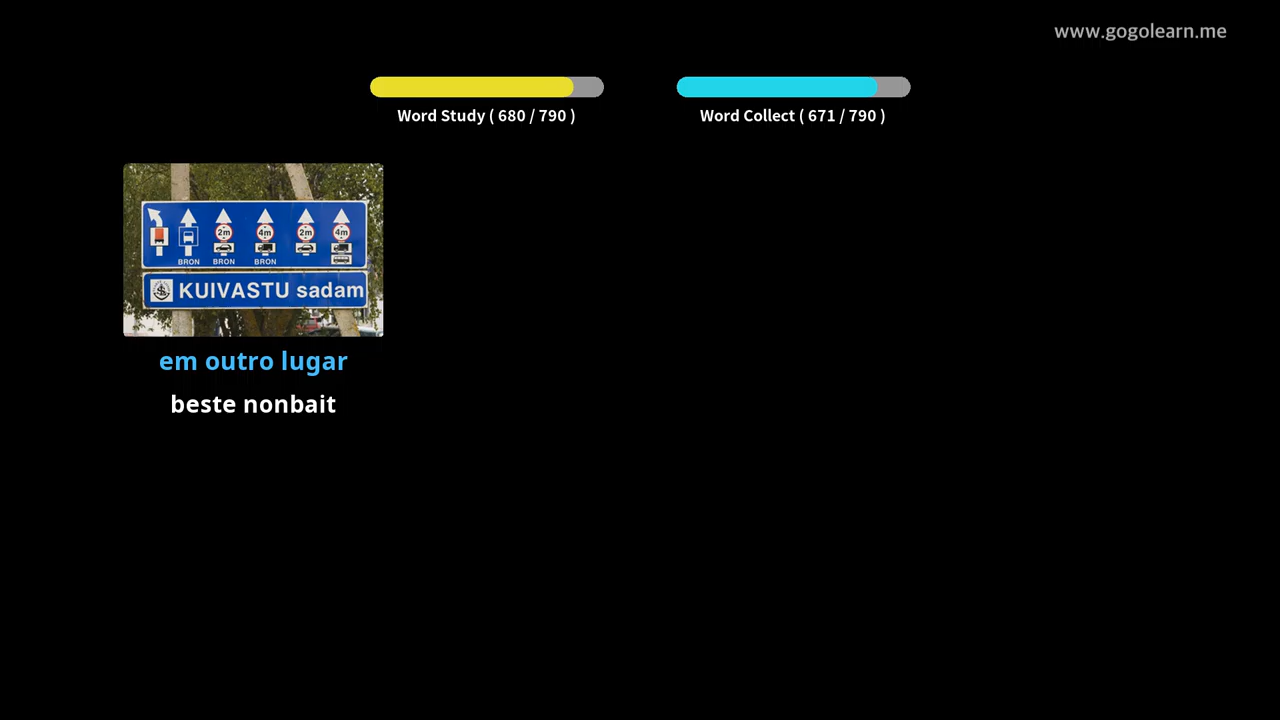 www.gogolearn.me
Word Study ( 680 / 790 )
Word Collect ( 671 / 790 )
2m 4m 2m 4m
BRON BRON BRON
KUIVASTU sadam
em outro lugar
beste nonbait